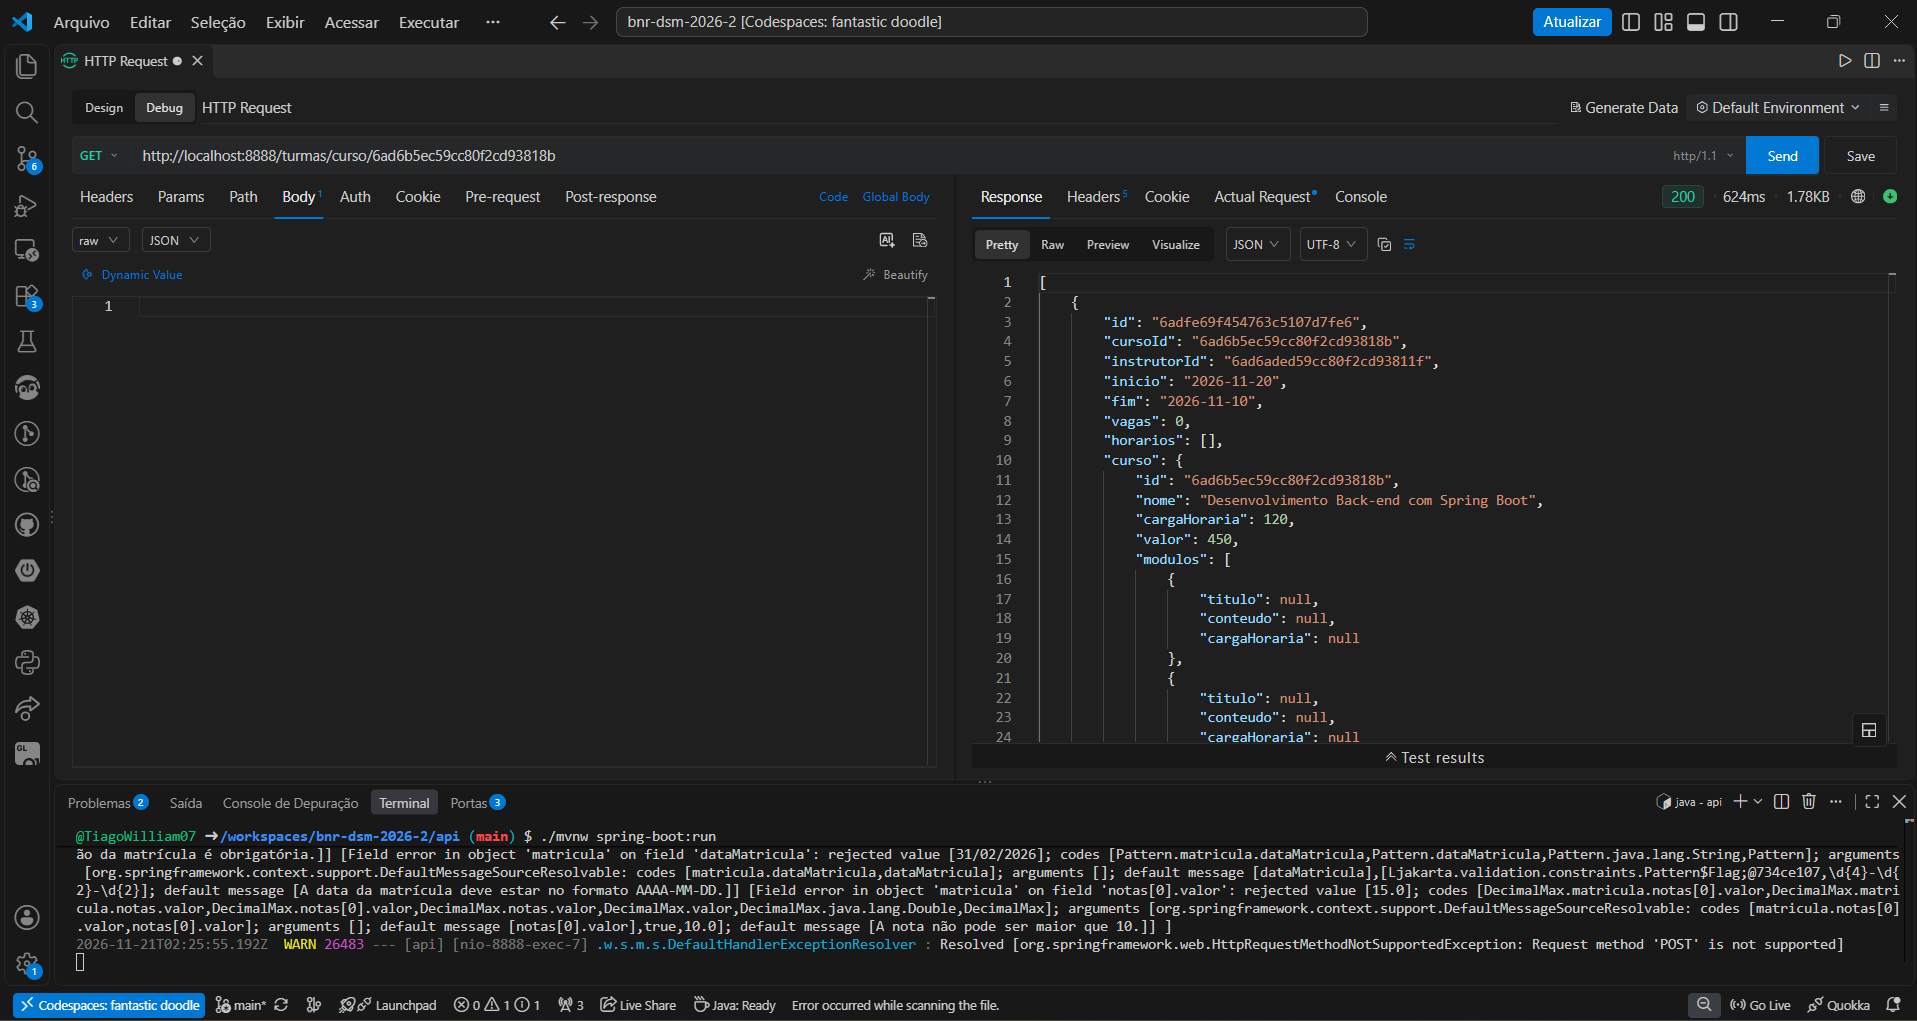 Arquivo Editar Seleção Exibir Acessar Executar ··· bnr-dsm-2026-2 [Codespaces: fantastic doodle] Atualizar
HTTP Request
Design Debug HTTP Request Generate Data Default Environment
GET http://localhost:8888/turmas/curso/6ad6b5ec59cc80f2cd93818b http/1.1 Send Save
Headers Params Path Body 1 Auth Cookie Pre-request Post-response Code Global Body
Response Headers 5 Cookie Actual Request Console 200 624ms 1.78KB
raw JSON
Pretty Raw Preview Visualize JSON UTF-8
Dynamic Value Beautify
1
1 [
2 {
3 "id": "6adfe69f454763c5107d7fe6",
4 "cursoId": "6ad6b5ec59cc80f2cd93818b",
5 "instrutorId": "6ad6aded59cc80f2cd93811f",
6 "inicio": "2026-11-20",
7 "fim": "2026-11-10",
8 "vagas": 0,
9 "horarios": [],
10 "curso": {
11 "id": "6ad6b5ec59cc80f2cd93818b",
12 "nome": "Desenvolvimento Back-end com Spring Boot",
13 "cargaHoraria": 120,
14 "valor": 450,
15 "modulos": [
16 {
17 "titulo": null,
18 "conteudo": null,
19 "cargaHoraria": null
20 },
21 {
22 "titulo": null,
23 "conteudo": null,
24 "cargaHoraria": null
Test results
Problemas 2 Saída Console de Depuração Terminal Portas 3 java - api
@TiagoWilliam07 ➜ /workspaces/bnr-dsm-2026-2/api (main) $ ./mvnw spring-boot:run
ão da matrícula é obrigatória.]] [Field error in object 'matricula' on field 'dataMatricula': rejected value [31/02/2026]; codes [Pattern.matricula.dataMatricula,Pattern.dataMatricula,Pattern.java.lang.String,Pattern]; arguments
[org.springframework.context.support.DefaultMessageSourceResolvable: codes [matricula.dataMatricula,dataMatricula]; arguments []; default message [dataMatricula],[Ljakarta.validation.constraints.Pattern$Flag;@734ce107,\d{4}-\d{
2}-\d{2}]; default message [A data da matrícula deve estar no formato AAAA-MM-DD.]] [Field error in object 'matricula' on field 'notas[0].valor': rejected value [15.0]; codes [DecimalMax.matricula.notas[0].valor,DecimalMax.matri
cula.notas.valor,DecimalMax.notas[0].valor,DecimalMax.notas.valor,DecimalMax.valor,DecimalMax.java.lang.Double,DecimalMax]; arguments [org.springframework.context.support.DefaultMessageSourceResolvable: codes [matricula.notas[0]
.valor,notas[0].valor]; arguments []; default message [notas[0].valor],true,10.0]; default message [A nota não pode ser maior que 10.]] ]
2026-11-21T02:25:55.192Z WARN 26483 --- [api] [nio-8888-exec-7] .w.s.m.s.DefaultHandlerExceptionResolver : Resolved [org.springframework.web.HttpRequestMethodNotSupportedException: Request method 'POST' is not supported]
Codespaces: fantastic doodle main* Launchpad 0 1 1 3 Live Share Java: Ready Error occurred while scanning the file. Go Live Quokka
6
3
GL
1